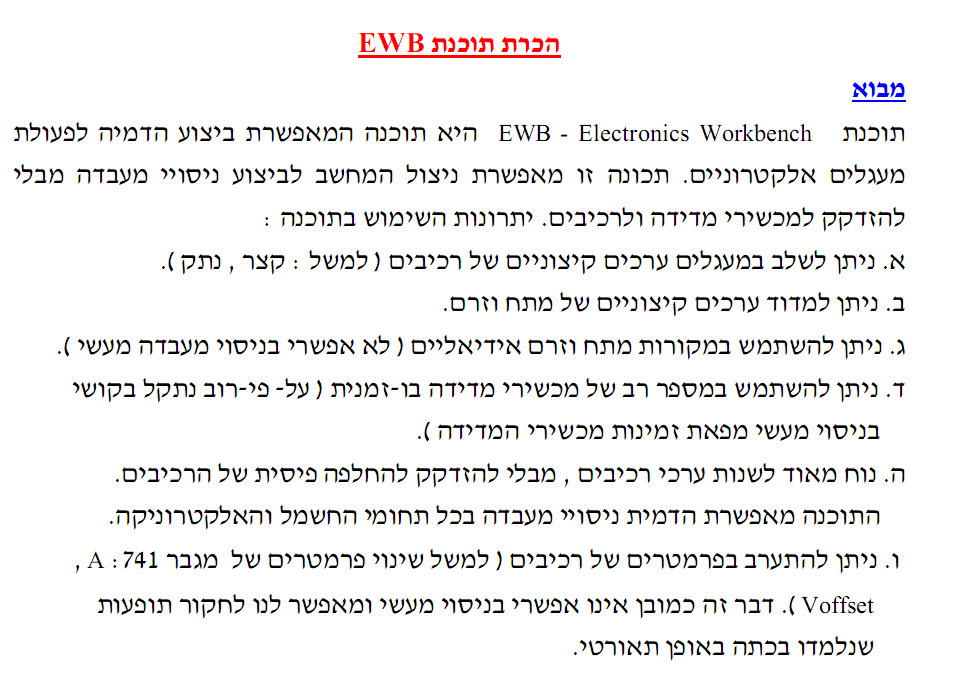 הכרת תוכנת EWB
מבוא
תוכנת EWB - Electronics Workbench היא תוכנה המאפשרת ביצוע הדמיה לפעולת
מעגלים אלקטרוניים. תכונה זו מאפשרת ניצול המחשב לביצוע ניסויי מעבדה מבלי
להזדקק למכשירי מדידה ולרכיבים. יתרונות השימוש בתוכנה :
א. ניתן לשלב במעגלים ערכים קיצוניים של רכיבים ( למשל : קצר , נתק ).
ב. ניתן למדוד ערכים קיצוניים של מתח וזרם.
ג. ניתן להשתמש במקורות מתח וזרם אידיאליים ( לא אפשרי בניסוי מעבדה מעשי ).
ד. ניתן להשתמש במספר רב של מכשירי מדידה בו-זמנית ( על- פי-רוב נתקל בקושי
בניסוי מעשי מפאת זמינות מכשירי המדידה ).
ה. נוח מאוד לשנות ערכי רכיבים , מבלי להזדקק להחלפה פיסית של הרכיבים.
התוכנה מאפשרת הדמית ניסויי מעבדה בכל תחומי החשמל והאלקטרוניקה.
ו. ניתן להתערב בפרמטרים של רכיבים ( למשל שינוי פרמטרים של מגבר 741 : A ,
Voffset ). דבר זה כמובן אינו אפשרי בניסוי מעשי ומאפשר לנו לחקור תופעות
שנלמדו בכתה באופן תאורטי.